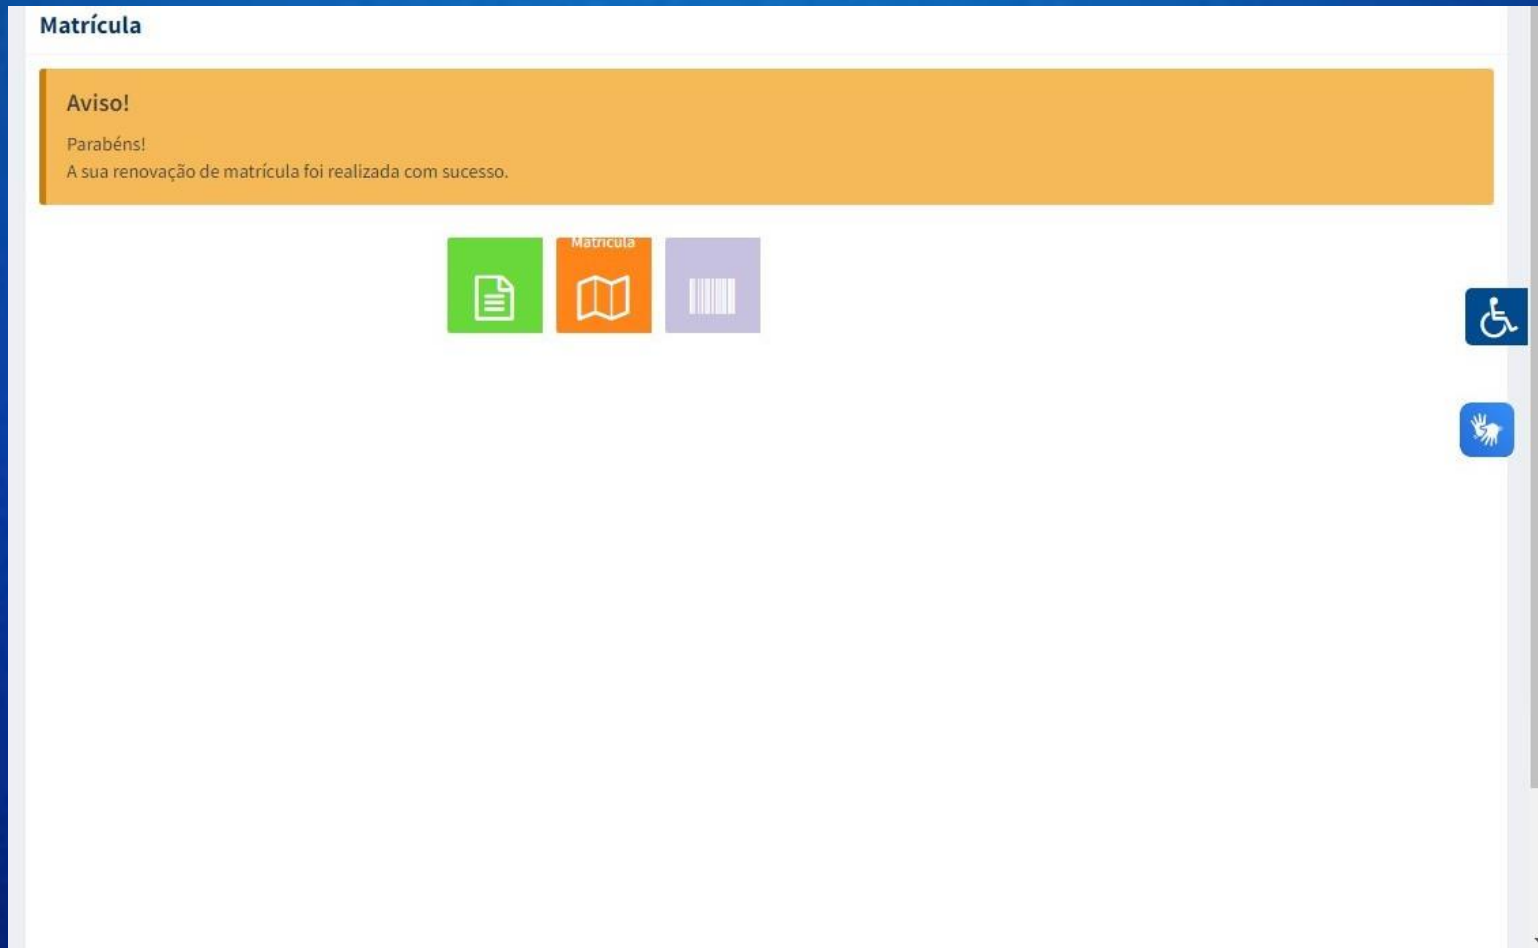 Matrícula
Aviso!
Parabéns!
A sua renovação de matrícula foi realizada com sucesso.
Matrícula